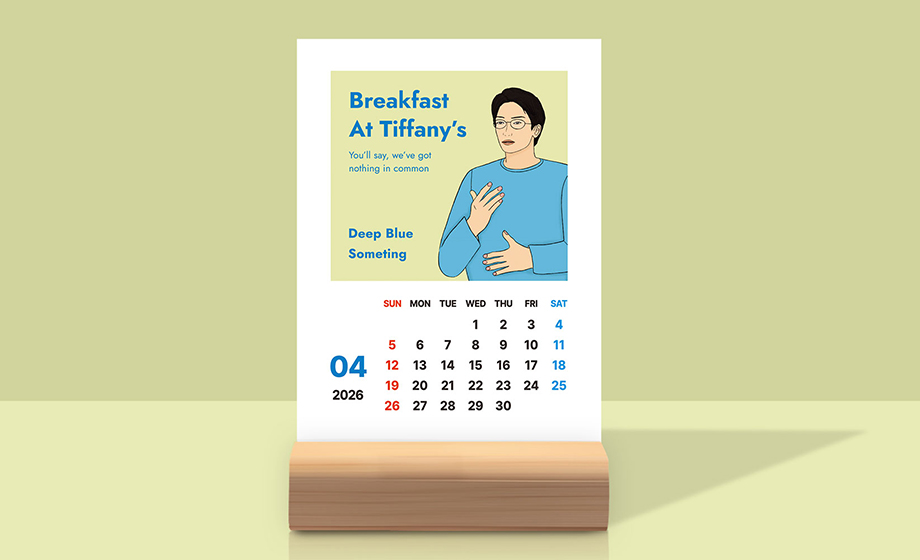 Breakfast
At Tiffany's
You'll say, we've got
nothing in common
Deep Blue
Someting
SUN MON TUE WED THU FRI SAT
1 2 3 4
5 6 7 8 9 10 11
12 13 14 15 16 17 18
19 20 21 22 23 24 25
26 27 28 29 30
04
2026